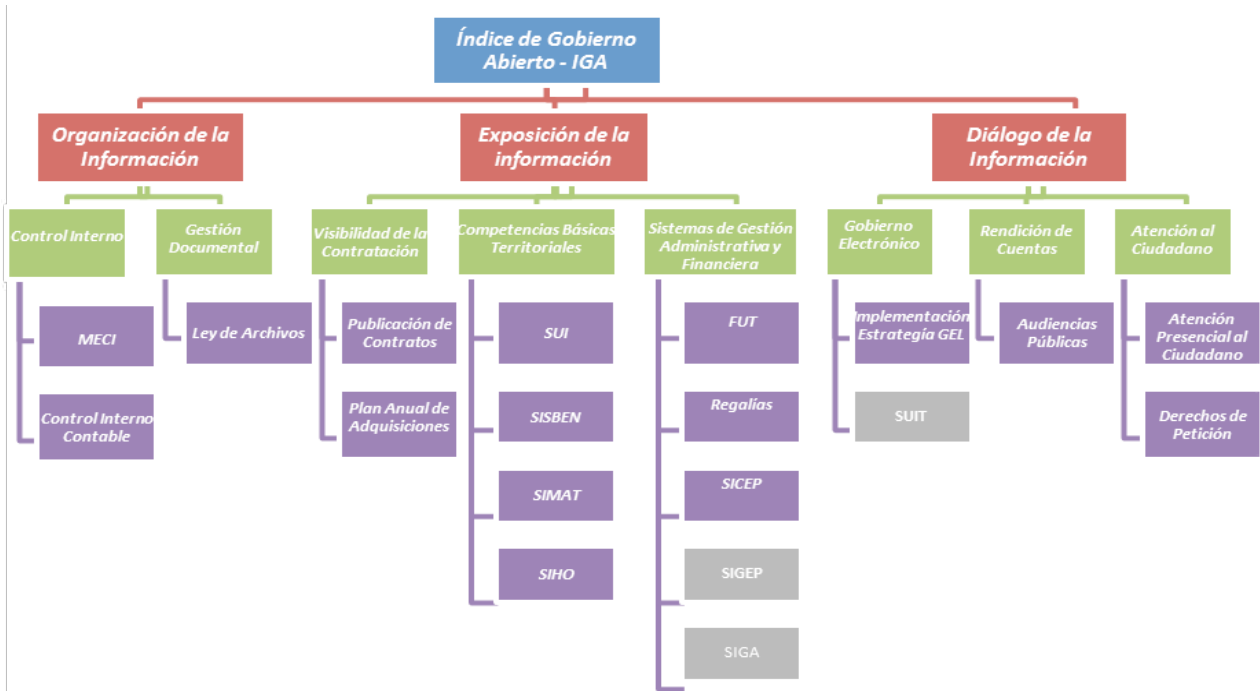 Índice de Gobierno
Abierto - IGA
Organización de la
Información
Exposición de la
información
Diálogo de la
Información
Control Interno
Gestión
Documental
Visibilidad de la
Contratación
Competencias Básicas
Territoriales
Sistemas de Gestión
Administrativa y
Financiera
Gobierno
Electrónico
Rendición de
Cuentas
Atención al
Ciudadano
MECI
Control Interno
Contable
Ley de Archivos
Publicación de
Contratos
Plan Anual de
Adquisiciones
SUI
SISBEN
SIMAT
SIHO
FUT
Regalías
SICEP
SIGEP
SIGA
Implementación
Estrategía GEL
SUIT
Audiencias
Públicas
Atención
Presencial al
Ciudadano
Derechos de
Petición